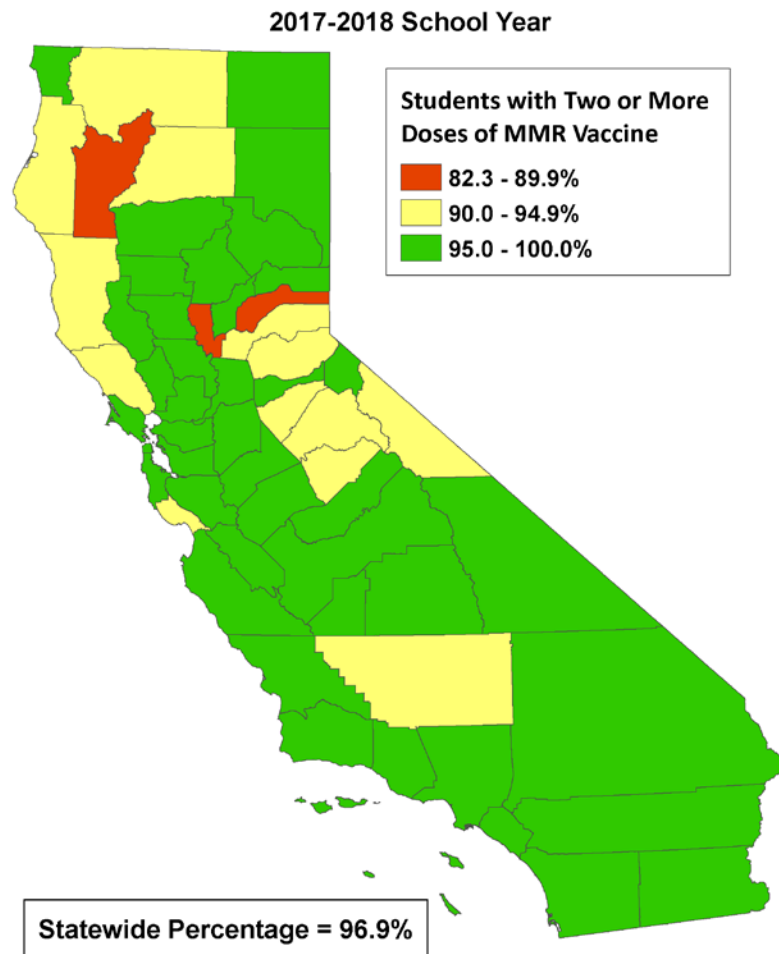 2017-2018 School Year
Students with Two or More
Doses of MMR Vaccine
82.3 - 89.9%
90.0 - 94.9%
95.0 - 100.0%
Statewide Percentage = 96.9%